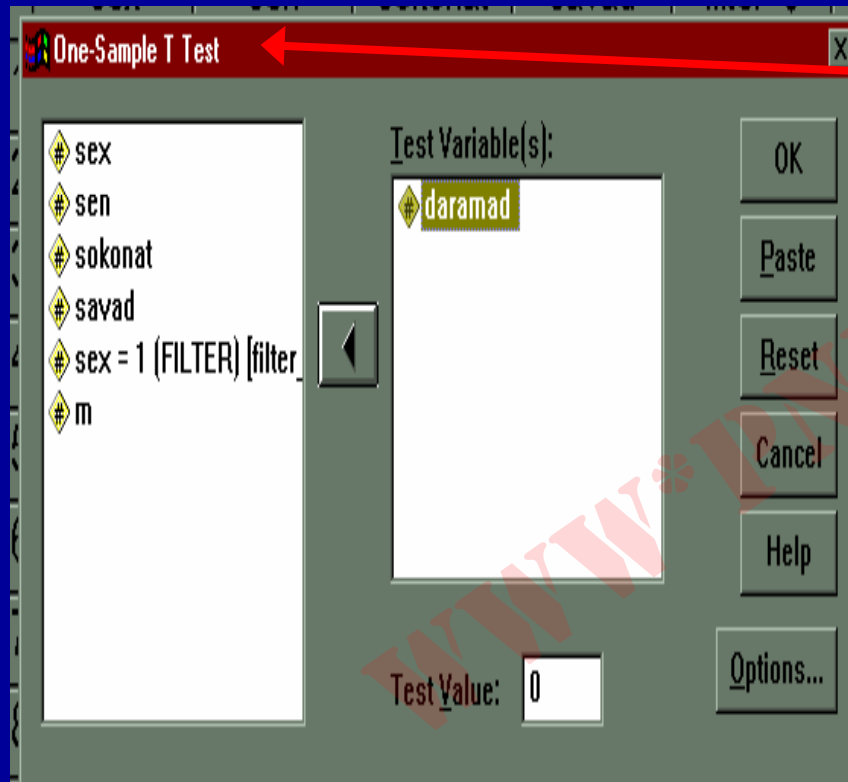 One-Sample T Test
X
sex
sen
sokonat
savad
sex = 1 (FILTER) [filter_
m
Test Variable(s):
daramad
Test Value:
0
OK
Paste
Reset
Cancel
Help
Options...